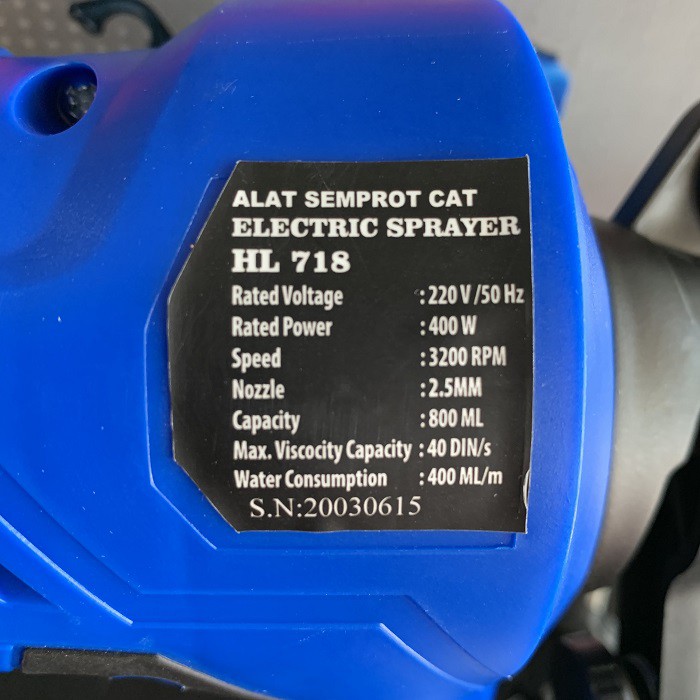 ALAT SEMPROT CAT
ELECTRIC SPRAYER
HL 718
Rated Voltage : 220 V /50 Hz
Rated Power : 400 W
Speed : 3200 RPM
Nozzle : 2.5MM
Capacity : 800 ML
Max. Viscocity Capacity : 40 DIN/s
Water Consumption : 400 ML/m
S.N:20030615